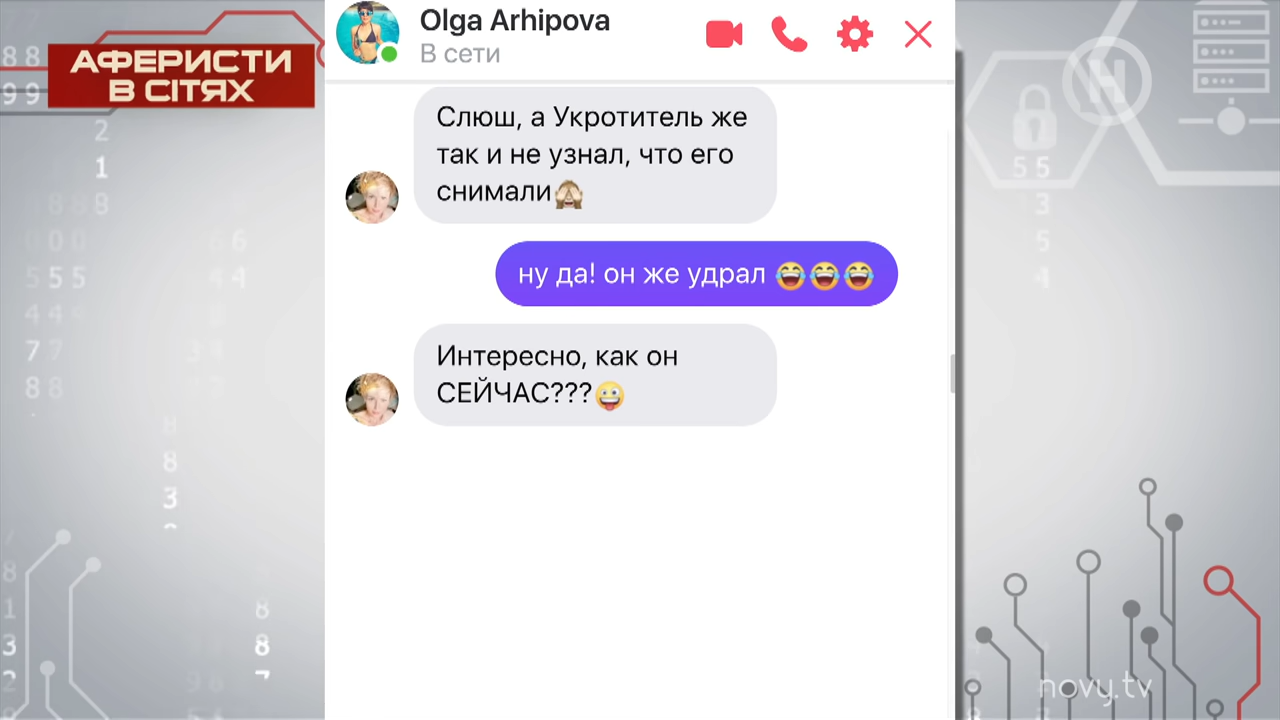 АФЕРИСТИ
В СІТЯХ
Olga Arhipova
В сети
Слюш, а Укротитель же
так и не узнал, что его
снимали🙈
ну да! он же удрал 😂😂😂
Интересно, как он
СЕЙЧАС???🤪
novy.tv